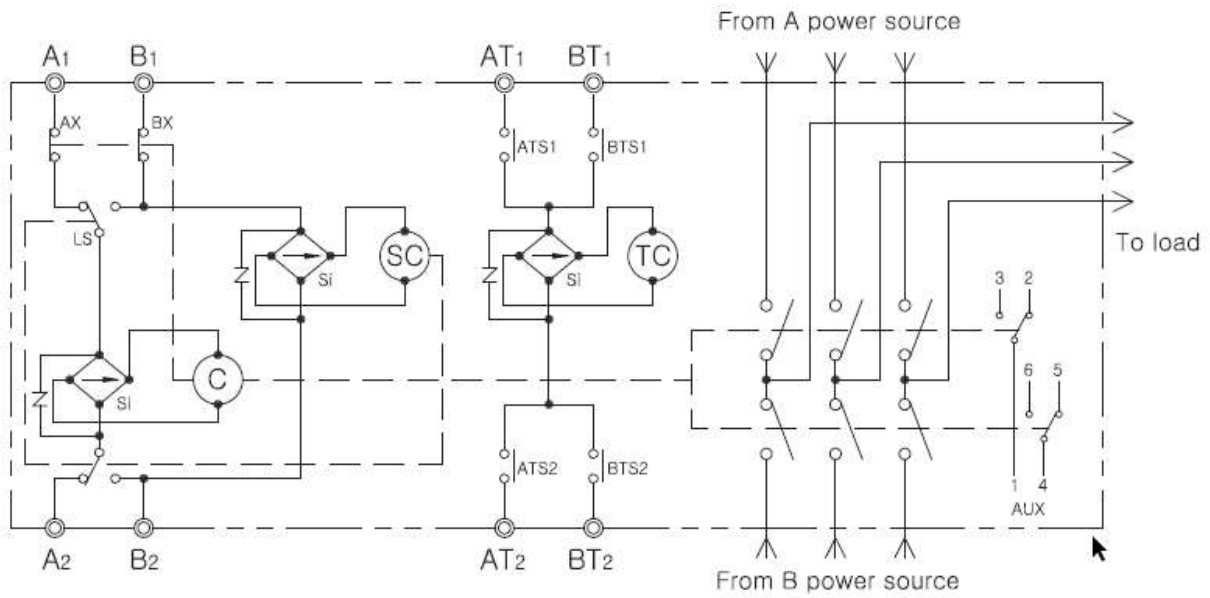 From A power source
A1 B1 AT1 BT1
AX BX
ATS1 BTS1
LS
Si SC Si TC
To load
3 2
C
Si
6 5
ATS2 BTS2
1 4
AUX
A2 B2 AT2 BT2
From B power source